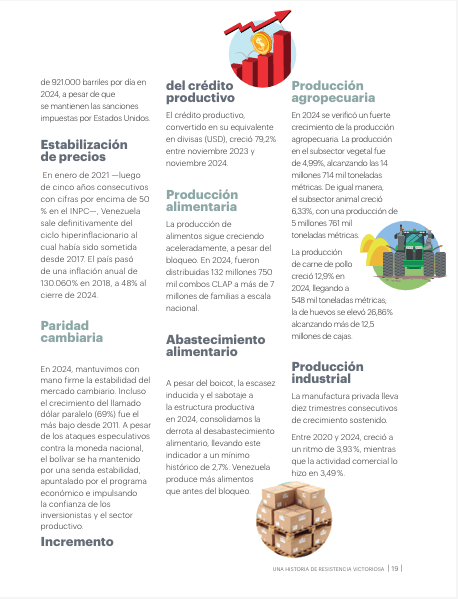 de 921.000 barriles por día en
2024, a pesar de que
se mantienen las sanciones
impuestas por Estados Unidos.
Estabilización
de precios
En enero de 2021 —luego
de cinco años consecutivos
con cifras por encima de 50
% en el INPC—, Venezuela
sale definitivamente del
ciclo hiperinflacionario al
cual había sido sometida
desde 2017. El país pasó
de una inflación anual de
130.060% en 2018, a 48% al
cierre de 2024.
Paridad
cambiaria
En 2024, mantuvimos con
mano firme la estabilidad del
mercado cambiario. Incluso
el crecimiento del llamado
dólar paralelo (69%) fue el
más bajo desde 2011. A pesar
de los ataques especulativos
contra la moneda nacional,
el bolívar se ha mantenido
por una senda estabilidad,
apuntalado por el programa
económico e impulsando
la confianza de los
inversionistas y el sector
productivo.
Incremento
del crédito
productivo
El crédito productivo,
convertido en su equivalente
en divisas (USD), creció 79,2%
entre noviembre 2023 y
noviembre 2024.
Producción
alimentaria
La producción de
alimentos sigue creciendo
aceleradamente, a pesar del
bloqueo. En 2024, fueron
distribuidas 132 millones 750
mil combos CLAP a más de 7
millones de familias a escala
nacional.
Abastecimiento
alimentario
A pesar del boicot, la escasez
inducida y el sabotaje a
la estructura productiva
en 2024, consolidamos la
derrota al desabastecimiento
alimentario, llevando este
indicador a un mínimo
histórico de 2,7%. Venezuela
produce más alimentos
que antes del bloqueo.
Producción
agropecuaria
En 2024 se verificó un fuerte
crecimiento de la producción
agropecuaria. La producción
en el subsector vegetal fue
de 4,99%, alcanzando las 14
millones 714 mil toneladas
métricas. De igual manera,
el subsector animal creció
6,33%, con una producción de
5 millones 761 mil
toneladas métricas.
La producción
de carne de pollo
creció 12,9% en
2024, llegando a
548 mil toneladas métricas;
la de huevos se elevó 26,86%
alcanzando más de 12,5
millones de cajas.
Producción
industrial
La manufactura privada lleva
diez trimestres consecutivos
de crecimiento sostenido.
Entre 2020 y 2024, creció a
un ritmo de 3,93%, mientras
que la actividad comercial lo
hizo en 3,49%.
UNA HISTORIA DE RESISTENCIA VICTORIOSA | 19 |